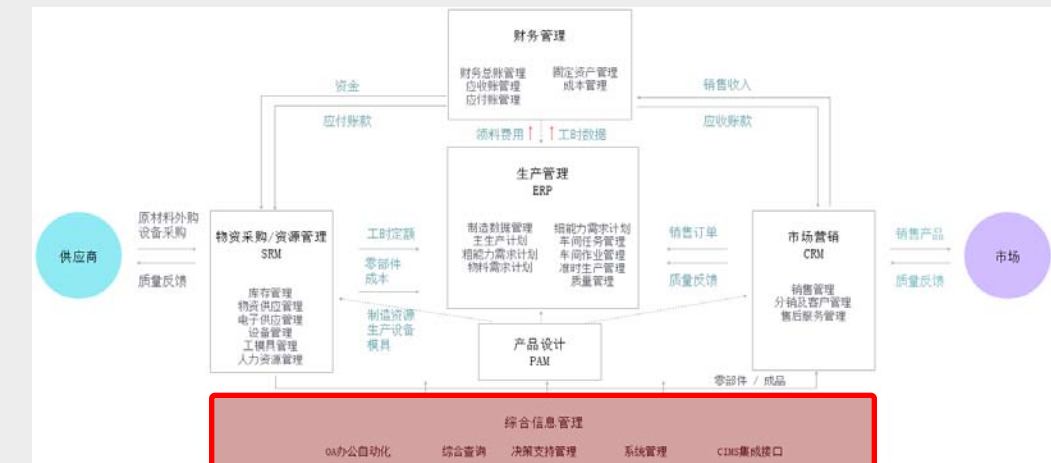 财务管理
财务总账管理 固定资产管理
应收账管理 成本管理
应付账管理
资金
应付账款
销售收入
应收账款
领料费用 工时数据
生产管理
ERP
制造数据管理 细能力需求计划
主生产计划 车间任务管理
粗能力需求计划 车间作业管理
物料需求计划 准时生产管理
质量管理
供应商
原材料外购
设备采购
质量反馈
物资采购/资源管理
SRM
库存管理
物资供应管理
电子供应管理
设备管理
工模具管理
人力资源管理
工时定额
零部件
成本
制造资源
生产设备
模具
销售订单
质量反馈
市场营销
CRM
销售管理
分销及客户管理
售后服务管理
销售产品
质量反馈
市场
产品设计
PAM
零部件 / 成品
综合信息管理
OA办公自动化 综合查询 决策支持管理 系统管理 CIMS集成接口